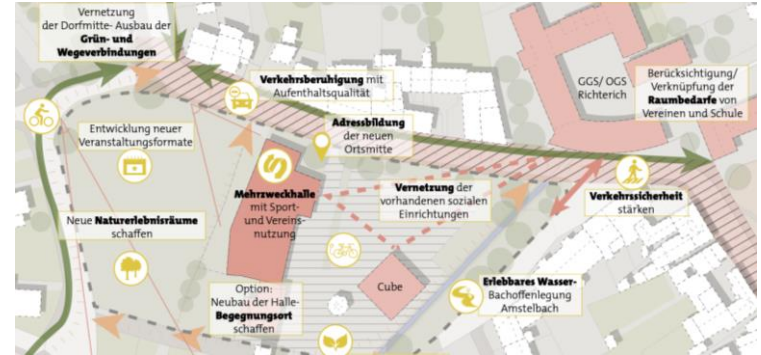 Vernetzung
der Dorfmitte- Ausbau der
Grün- und
Wegeverbindungen
Verkehrsberuhigung mit
Aufenthaltsqualität
GGS/ OGS
Richterich
Berücksichtigung/
Verknüpfung der
Raumbedarfe von
Vereinen und Schule
Entwicklung neuer
Veranstaltungsformate
Adressbildung
der neuen
Ortsmitte
Mehrzweckhalle
mit Sport-
und Vereins-
nutzung
Vernetzung der
vorhandenen sozialen
Einrichtungen
Verkehrssicherheit
stärken
Neue Naturerlebnisräume
schaffen
Option:
Neubau der Halle-
Begegnungsort
schaffen
Cube
Erlebbares Wasser-
Bachoffenlegung
Amstelbach